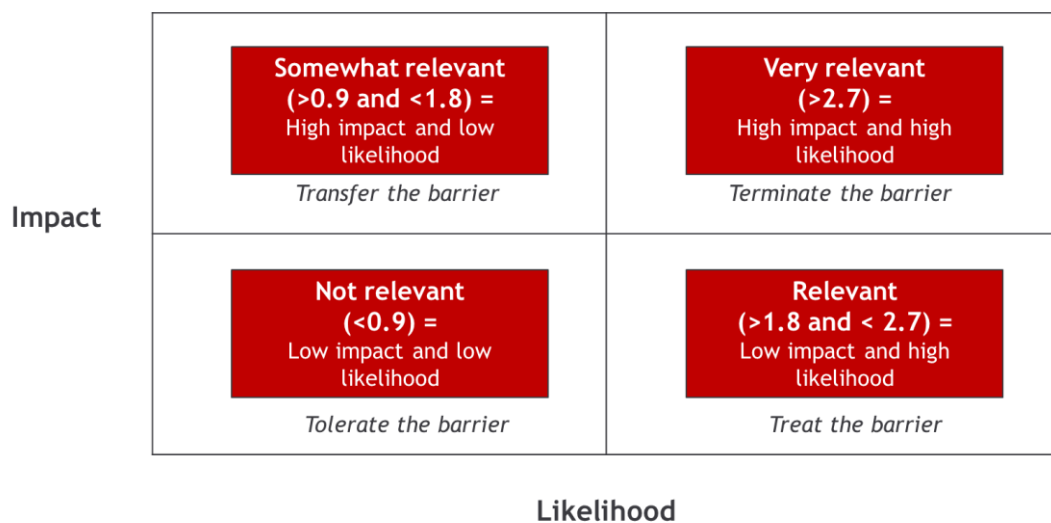 Somewhat relevant
(>0.9 and <1.8) =
High impact and low
likelihood
Transfer the barrier
Very relevant
(>2.7) =
High impact and high
likelihood
Terminate the barrier
Impact
Not relevant
(<0.9) =
Low impact and low
likelihood
Tolerate the barrier
Relevant
(>1.8 and < 2.7) =
Low impact and high
likelihood
Treat the barrier
Likelihood